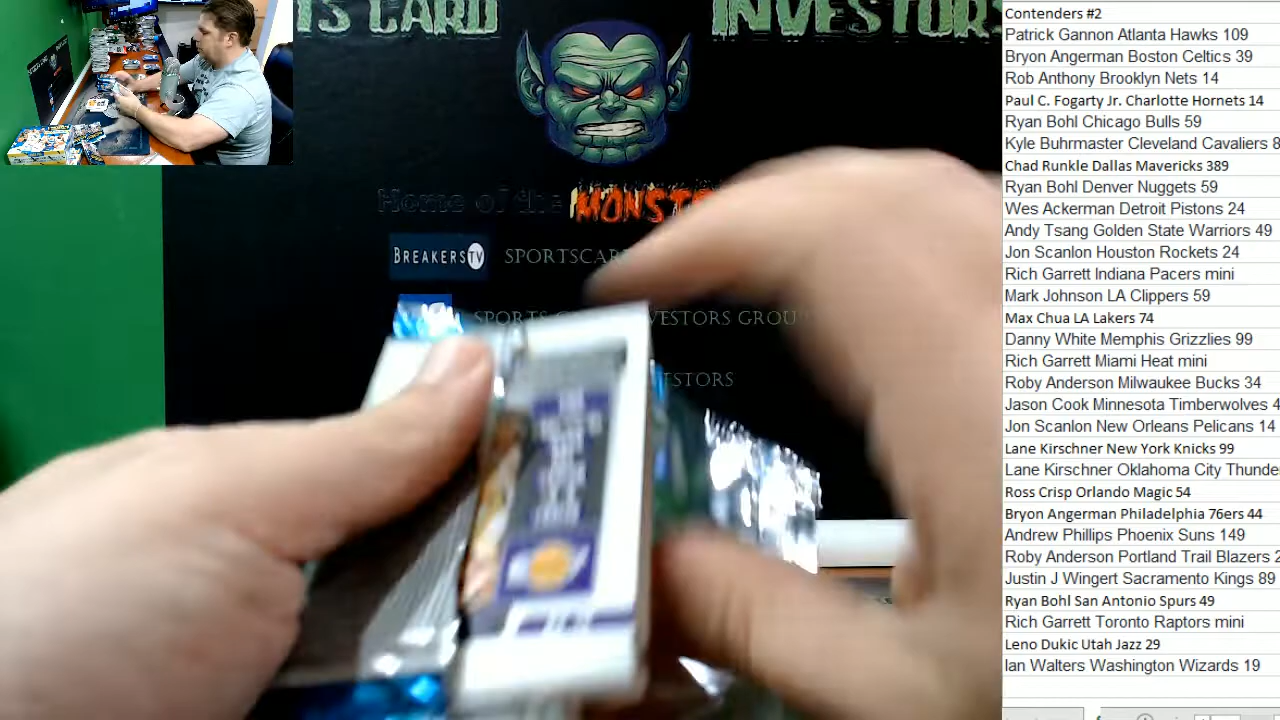 TS CARD INVESTORS
Home of the MONST
BREAKERSTV SPORTSCAR
SPORTS C VESTORS GROU
TSTORS
Contenders #2
Patrick Gannon Atlanta Hawks 109
Bryon Angerman Boston Celtics 39
Rob Anthony Brooklyn Nets 14
Paul C. Fogarty Jr. Charlotte Hornets 14
Ryan Bohl Chicago Bulls 59
Kyle Buhrmaster Cleveland Cavaliers 8
Chad Runkle Dallas Mavericks 389
Ryan Bohl Denver Nuggets 59
Wes Ackerman Detroit Pistons 24
Andy Tsang Golden State Warriors 49
Jon Scanlon Houston Rockets 24
Rich Garrett Indiana Pacers mini
Mark Johnson LA Clippers 59
Max Chua LA Lakers 74
Danny White Memphis Grizzlies 99
Rich Garrett Miami Heat mini
Roby Anderson Milwaukee Bucks 34
Jason Cook Minnesota Timberwolves 4
Jon Scanlon New Orleans Pelicans 14
Lane Kirschner New York Knicks 99
Lane Kirschner Oklahoma City Thunde
Ross Crisp Orlando Magic 54
Bryon Angerman Philadelphia 76ers 44
Andrew Phillips Phoenix Suns 149
Roby Anderson Portland Trail Blazers 2
Justin J Wingert Sacramento Kings 89
Ryan Bohl San Antonio Spurs 49
Rich Garrett Toronto Raptors mini
Leno Dukic Utah Jazz 29
Ian Walters Washington Wizards 19